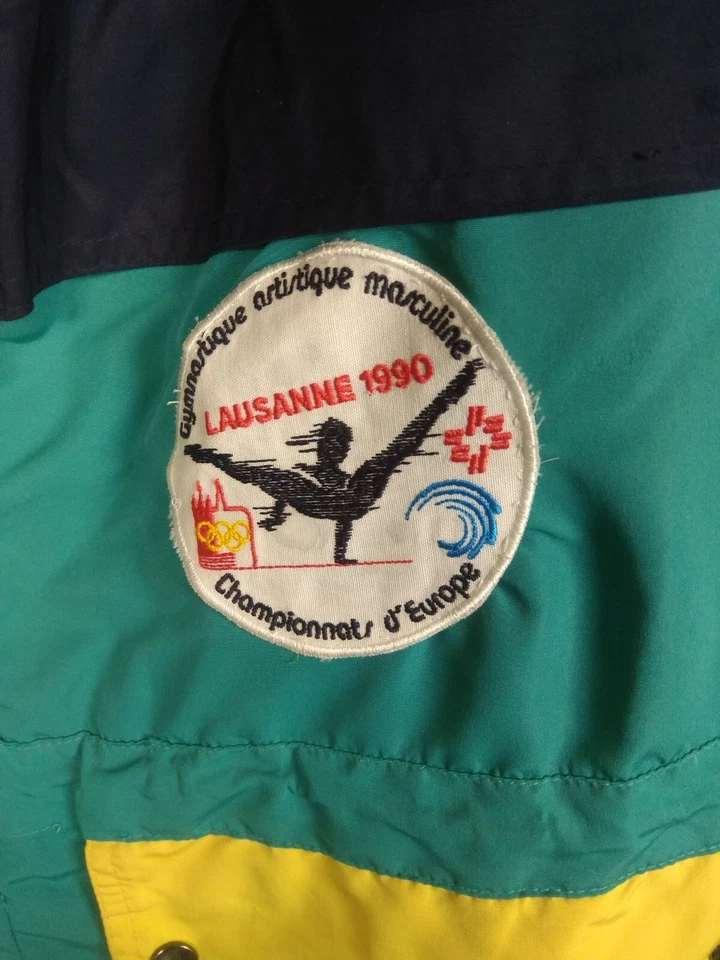 Gymnastique artistique masculine
LAUSANNE 1990
Championnats d'Europe